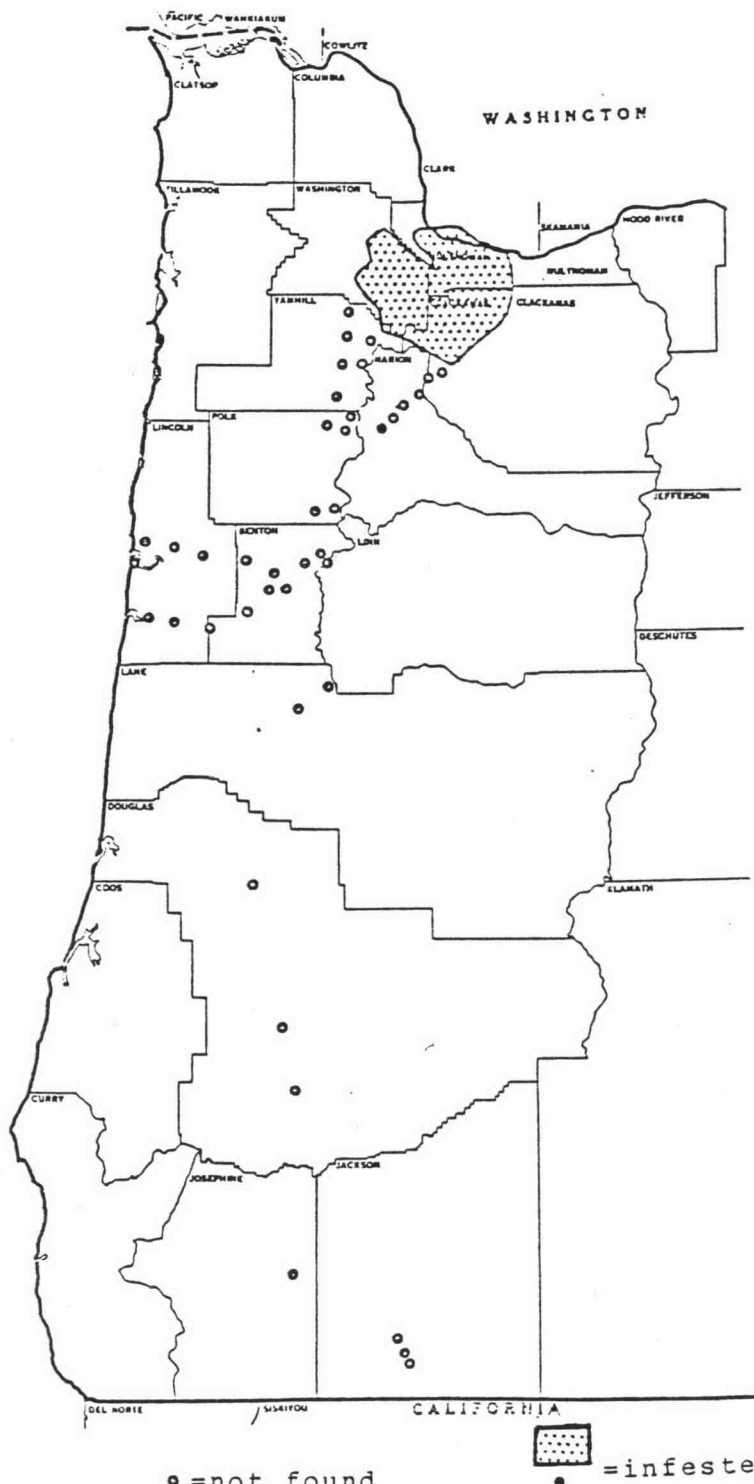 PACIFIC WAHKIAKUM
COWLITZ
CLATSOP
COLUMBIA
WASHINGTON
CLARK
TILLAMOOK
WASHINGTON
SKAMANIA
HOOD RIVER
MULTNOMAH
YAMHILL
CLACKAMAS
MARION
POLK
LINCOLN
JEFFERSON
BENTON
LINN
DESCHUTES
LANE
DOUGLAS
COOS
KLAMATH
CURRY
JOSEPHINE
JACKSON
DEL NORTE
SISKIYOU
CALIFORNIA
=infeste
=not found